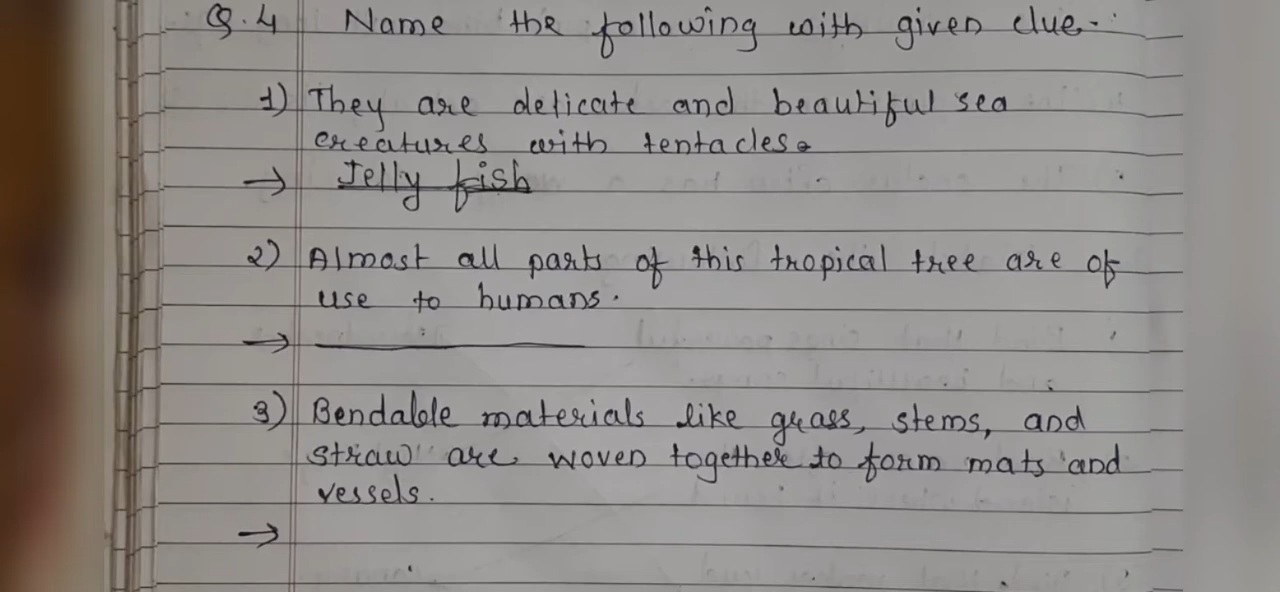 Q.4 Name the following with given clue.
1) They are delicate and beautiful sea
creatures with tentacles.
→ Jelly fish
2) Almost all parts of this tropical tree are of
use to humans.
→
3) Bendable materials like grass, stems, and
straw are woven together to form mats and
vessels.
→